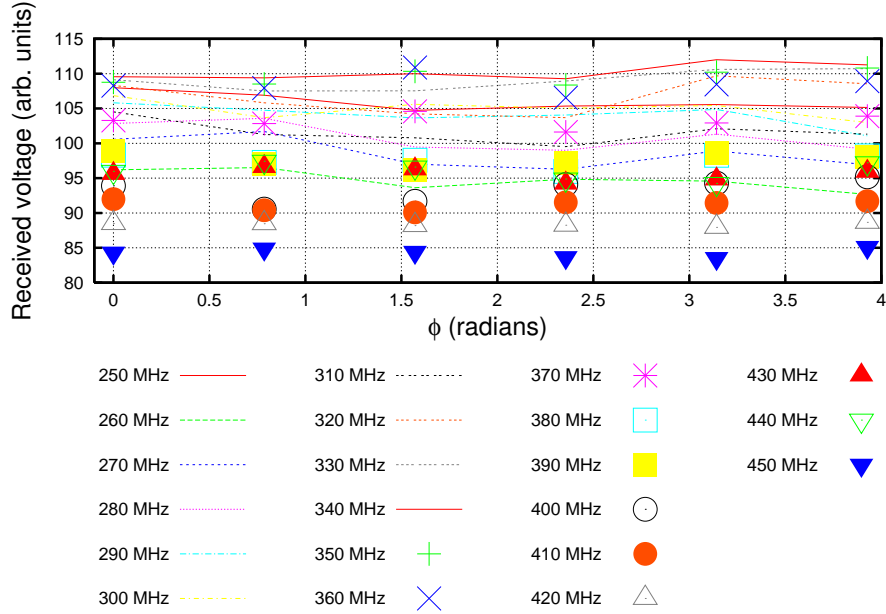 Received voltage (arb. units)
115
110
105
100
95
90
85
80
0 0.5 1 1.5 2 2.5 3 3.5 4
ϕ (radians)
250 MHz 310 MHz 370 MHz 430 MHz
260 MHz 320 MHz 380 MHz 440 MHz
270 MHz 330 MHz 390 MHz 450 MHz
280 MHz 340 MHz 400 MHz
290 MHz 350 MHz 410 MHz
300 MHz 360 MHz 420 MHz